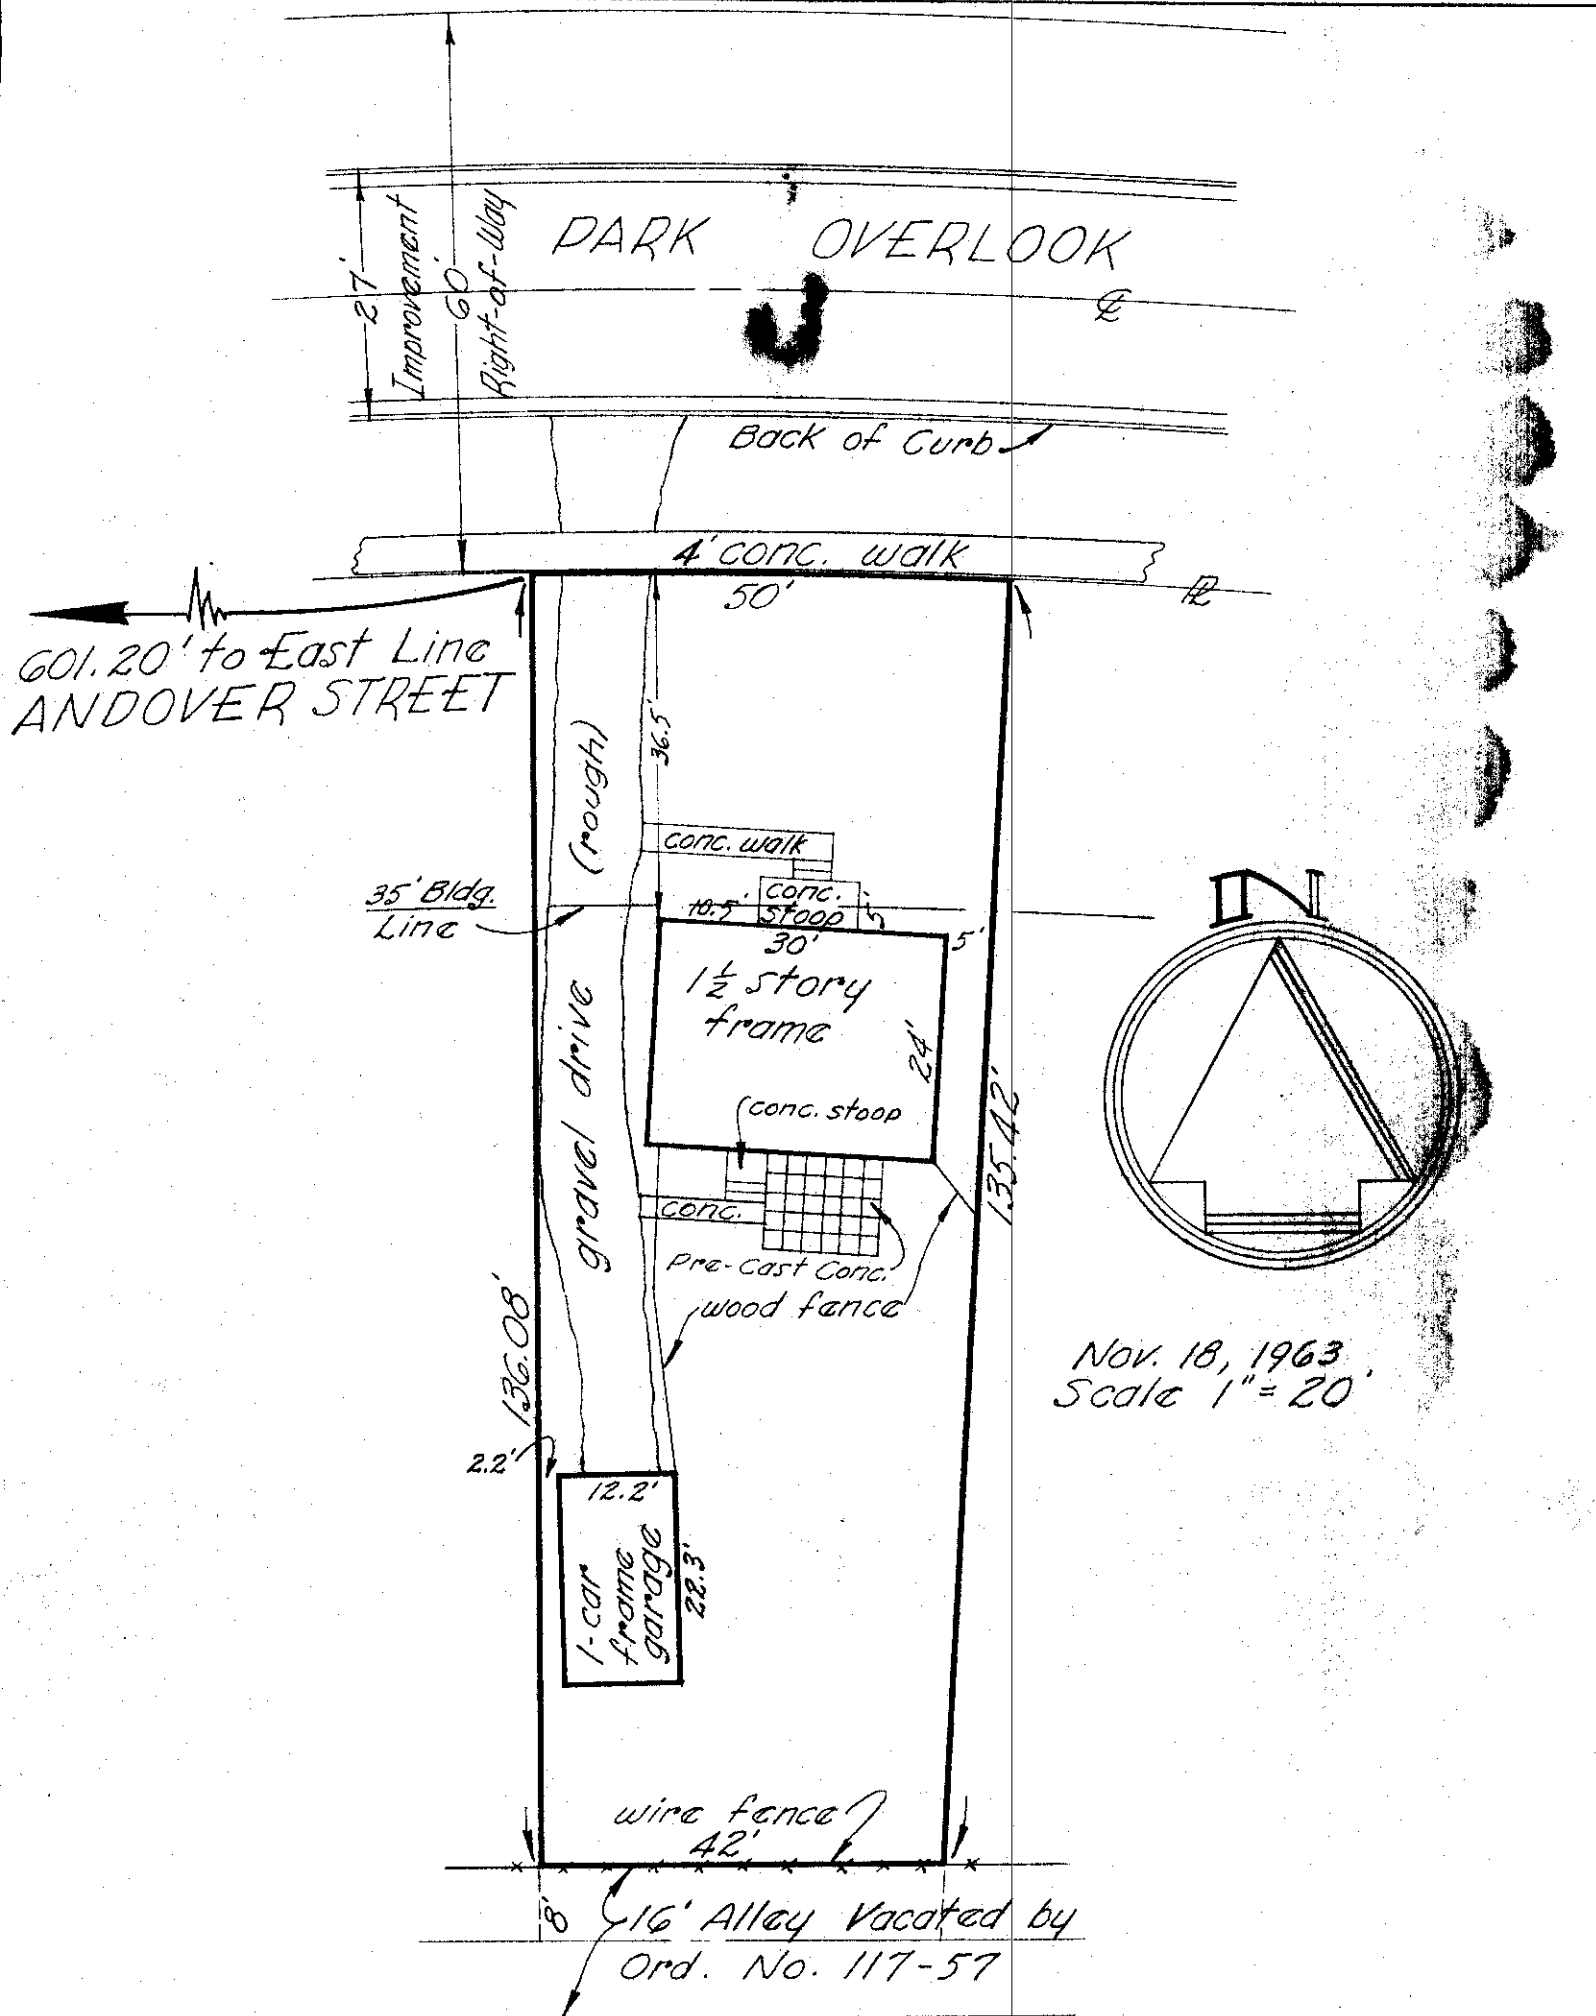 PARK OVERLOOK
27'
Improvement
60'
Right-of-Way
℄
Back of Curb
4' conc. walk
50'
PL
601.20' to East Line
ANDOVER STREET
36.5'
(rough)
gravel drive
conc. walk
35' Bldg.
Line
10.5'
conc.
stoop
5'
30'
5'
1 1/2 story
frame
24'
conc. stoop
135.42'
conc.
Pre-Cast Conc.
wood fence
136.08'
N
Nov. 18, 1963
Scale 1" = 20'
2.2'
12.2'
1-car
frame
garage
22.3'
wire fence
42'
8'
16' Alley Vacated by
Ord. No. 117-57